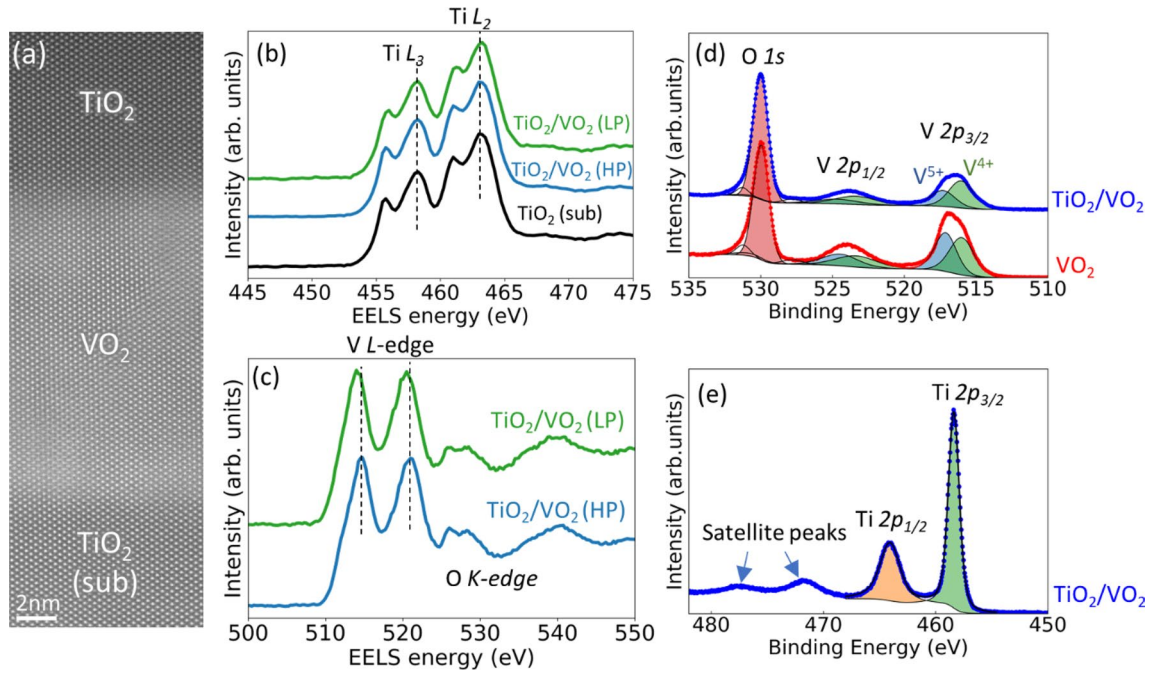 (a)
TiO₂
VO₂
TiO₂
(sub)
2nm
(b)
Ti L₂
Ti L₃
TiO₂/VO₂ (LP)
TiO₂/VO₂ (HP)
TiO₂ (sub)
Intensity (arb. units)
445 450 455 460 465 470 475
EELS energy (eV)
(c)
V L-edge
TiO₂/VO₂ (LP)
TiO₂/VO₂ (HP)
O K-edge
Intensity (arb. units)
500 510 520 530 540 550
EELS energy (eV)
(d)
O 1s
V 2p₃/₂
V 2p₁/₂
V⁵⁺
V⁴⁺
TiO₂/VO₂
VO₂
Intensity (arb. units)
535 530 525 520 515 510
Binding Energy (eV)
(e)
Ti 2p₃/₂
Ti 2p₁/₂
Satellite peaks
TiO₂/VO₂
Intensity (arb.units)
480 470 460 450
Binding Energy (eV)